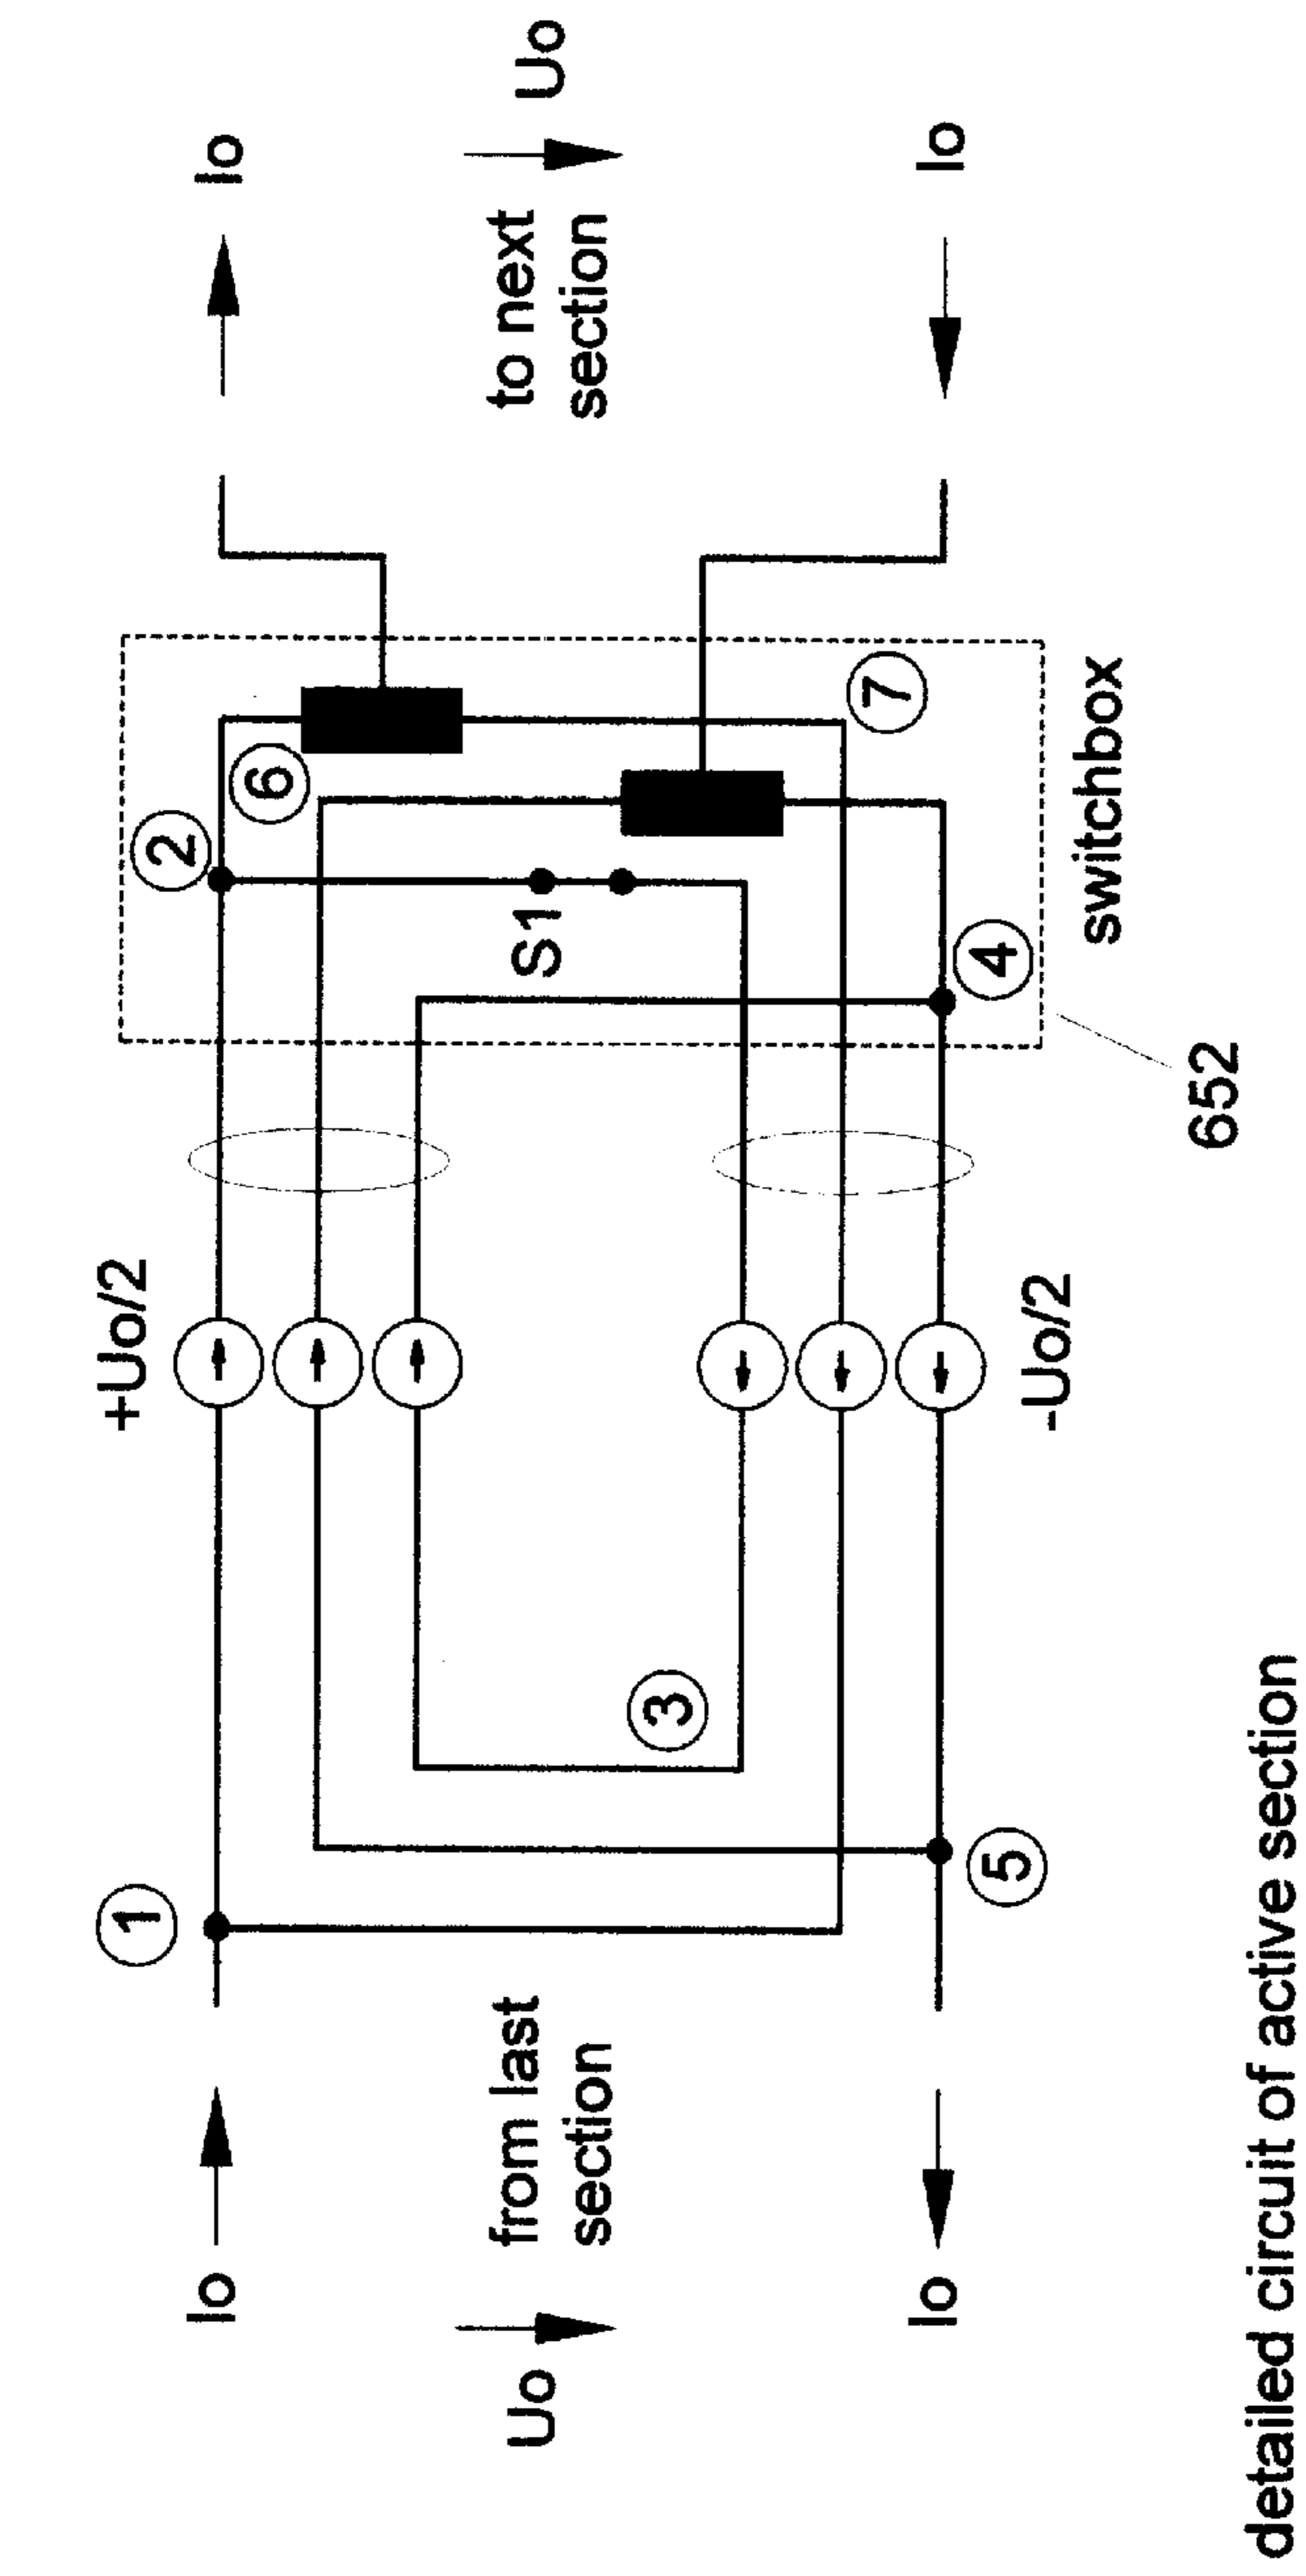 Io
Uo
to next
section
Io
2
6
7
S1
4
switchbox
652
+Uo/2
-Uo/2
3
1
5
from last
section
Io
Uo
Io
detailed circuit of active section